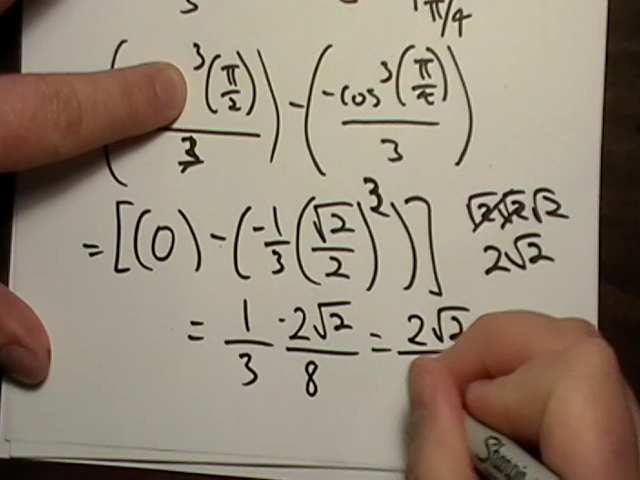 π/4
( ³(π/2) / 3 ) - ( -cos³(π/4) / 3 )
= [(0) - (-1/3 (√2/2)³)] √2√2√2
2√2
= 1/3 · 2√2/8 = 2√2
Sharpie